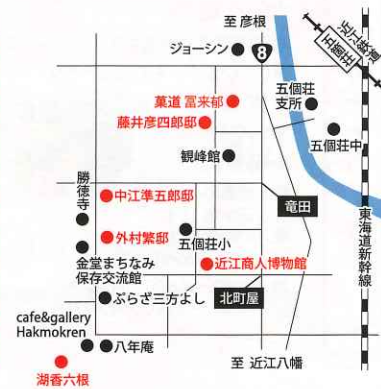 至 彦根
ジョーシン
8
近江鉄道
五箇荘
五個荘
支所
菓道 冨来郁
藤井彦四郎邸
五個荘中
観峰館
勝徳寺
中江準五郎邸
竜田
外村繁邸
五個荘小
東海道新幹線
金堂まちなみ
保存交流館
近江商人博物館
北町屋
ぷらざ三方よし
cafe&gallery
Hakmokren
八年庵
至 近江八幡
湖香六根